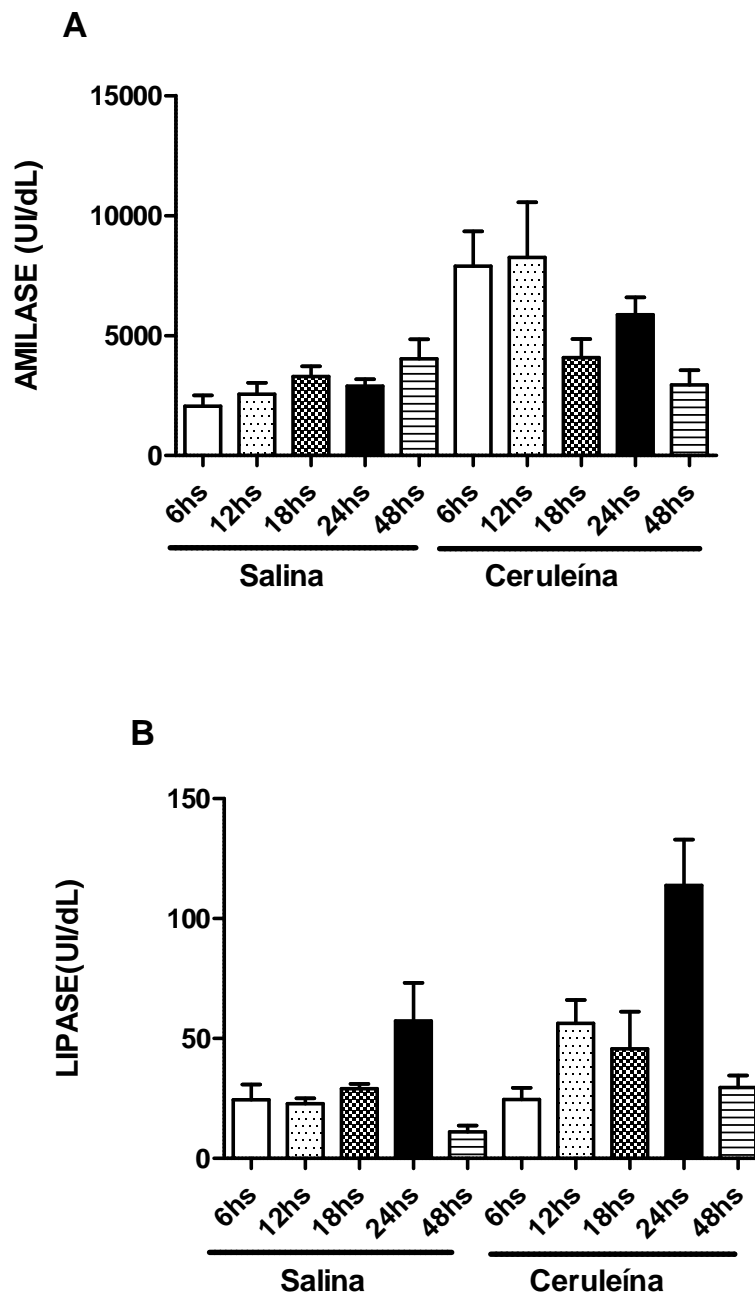 A
AMILASE (UI/dL)
15000
10000
5000
0
6hs 12hs 18hs 24hs 48hs 6hs 12hs 18hs 24hs 48hs
Salina Ceruleína
B
LIPASE(UI/dL)
150
100
50
0
6hs 12hs 18hs 24hs 48hs 6hs 12hs 18hs 24hs 48hs
Salina Ceruleína